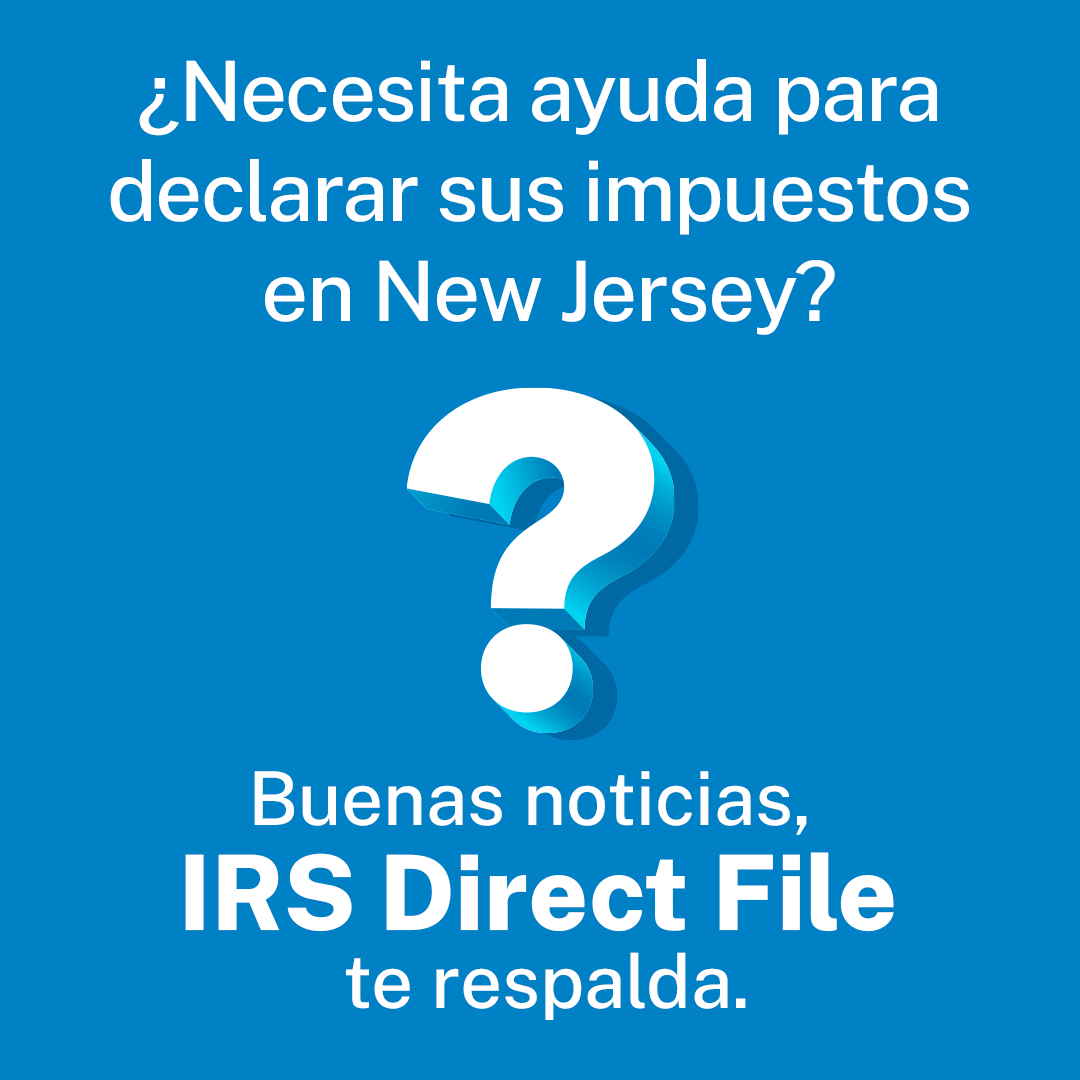 ¿Necesita ayuda para
declarar sus impuestos
en New Jersey?
?
Buenas noticias,
IRS Direct File
te respalda.